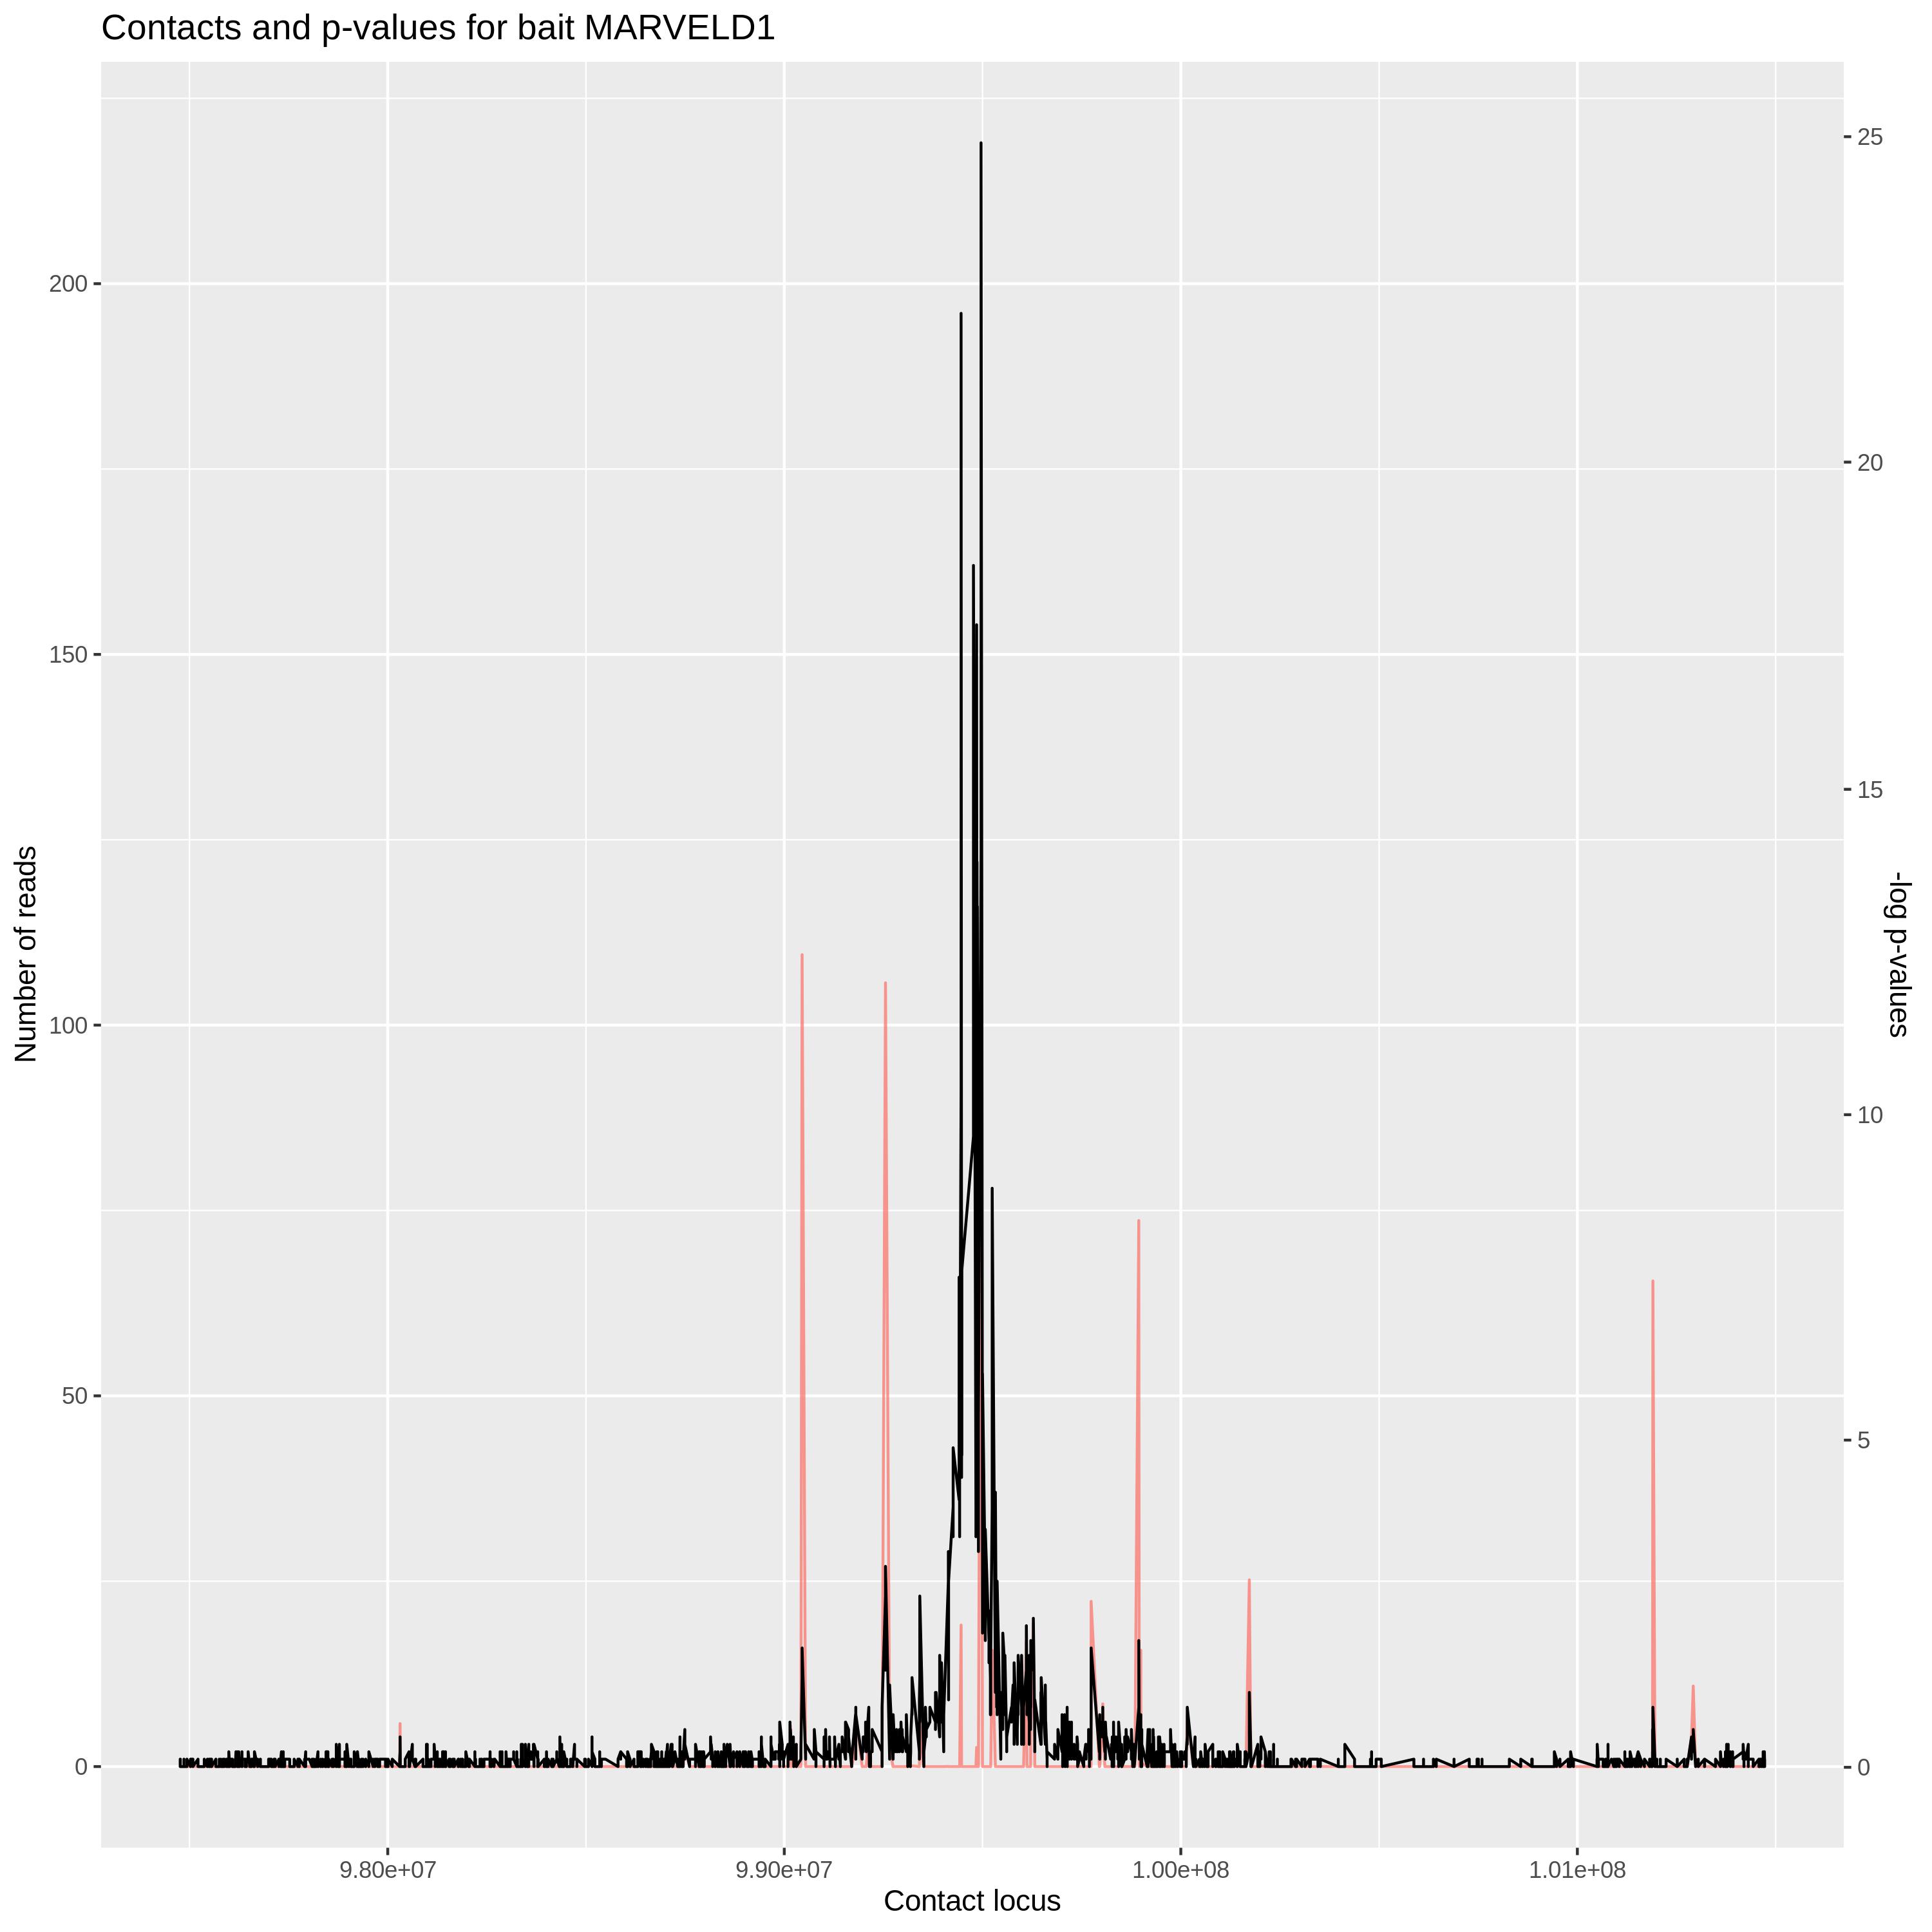 Contacts and p-values for bait MARVELD1
Number of reads
200
150
100
50
0
25
20
15
10
5
0
-log p-values
9.80e+07
9.90e+07
1.00e+08
1.01e+08
Contact locus